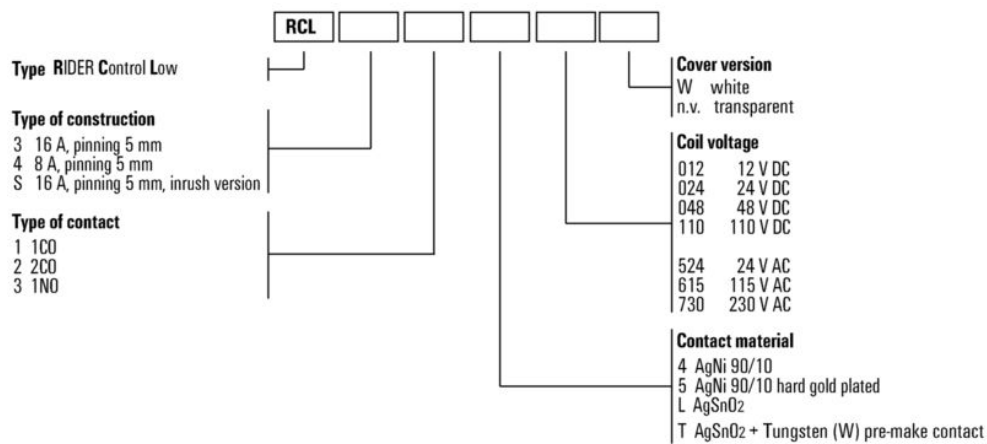 RCL
Type RIDER Control Low
Type of construction
3 16 A, pinning 5 mm
4 8 A, pinning 5 mm
S 16 A, pinning 5 mm, inrush version
Type of contact
1 1CO
2 2CO
3 1NO
Cover version
W white
n.v. transparent
Coil voltage
012 12 V DC
024 24 V DC
048 48 V DC
110 110 V DC
524 24 V AC
615 115 V AC
730 230 V AC
Contact material
4 AgNi 90/10
5 AgNi 90/10 hard gold plated
L AgSnO2
T AgSnO2 + Tungsten (W) pre-make contact